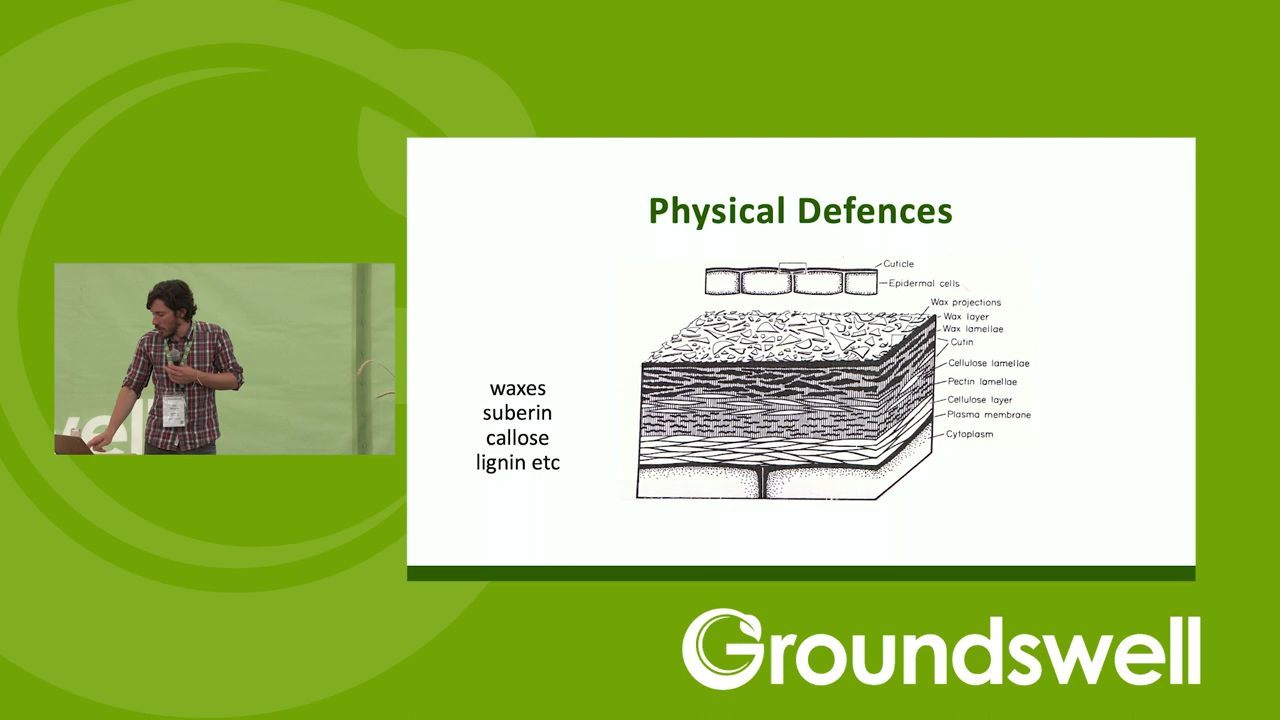 Physical Defences
Cuticle
Epidermal cells
Wax projections
Wax layer
Wax lamellae
Cutin
Cellulose lamellae
Pectin lamellae
Cellulose layer
Plasma membrane
Cytoplasm
waxes
suberin
callose
lignin etc
well
Groundswell